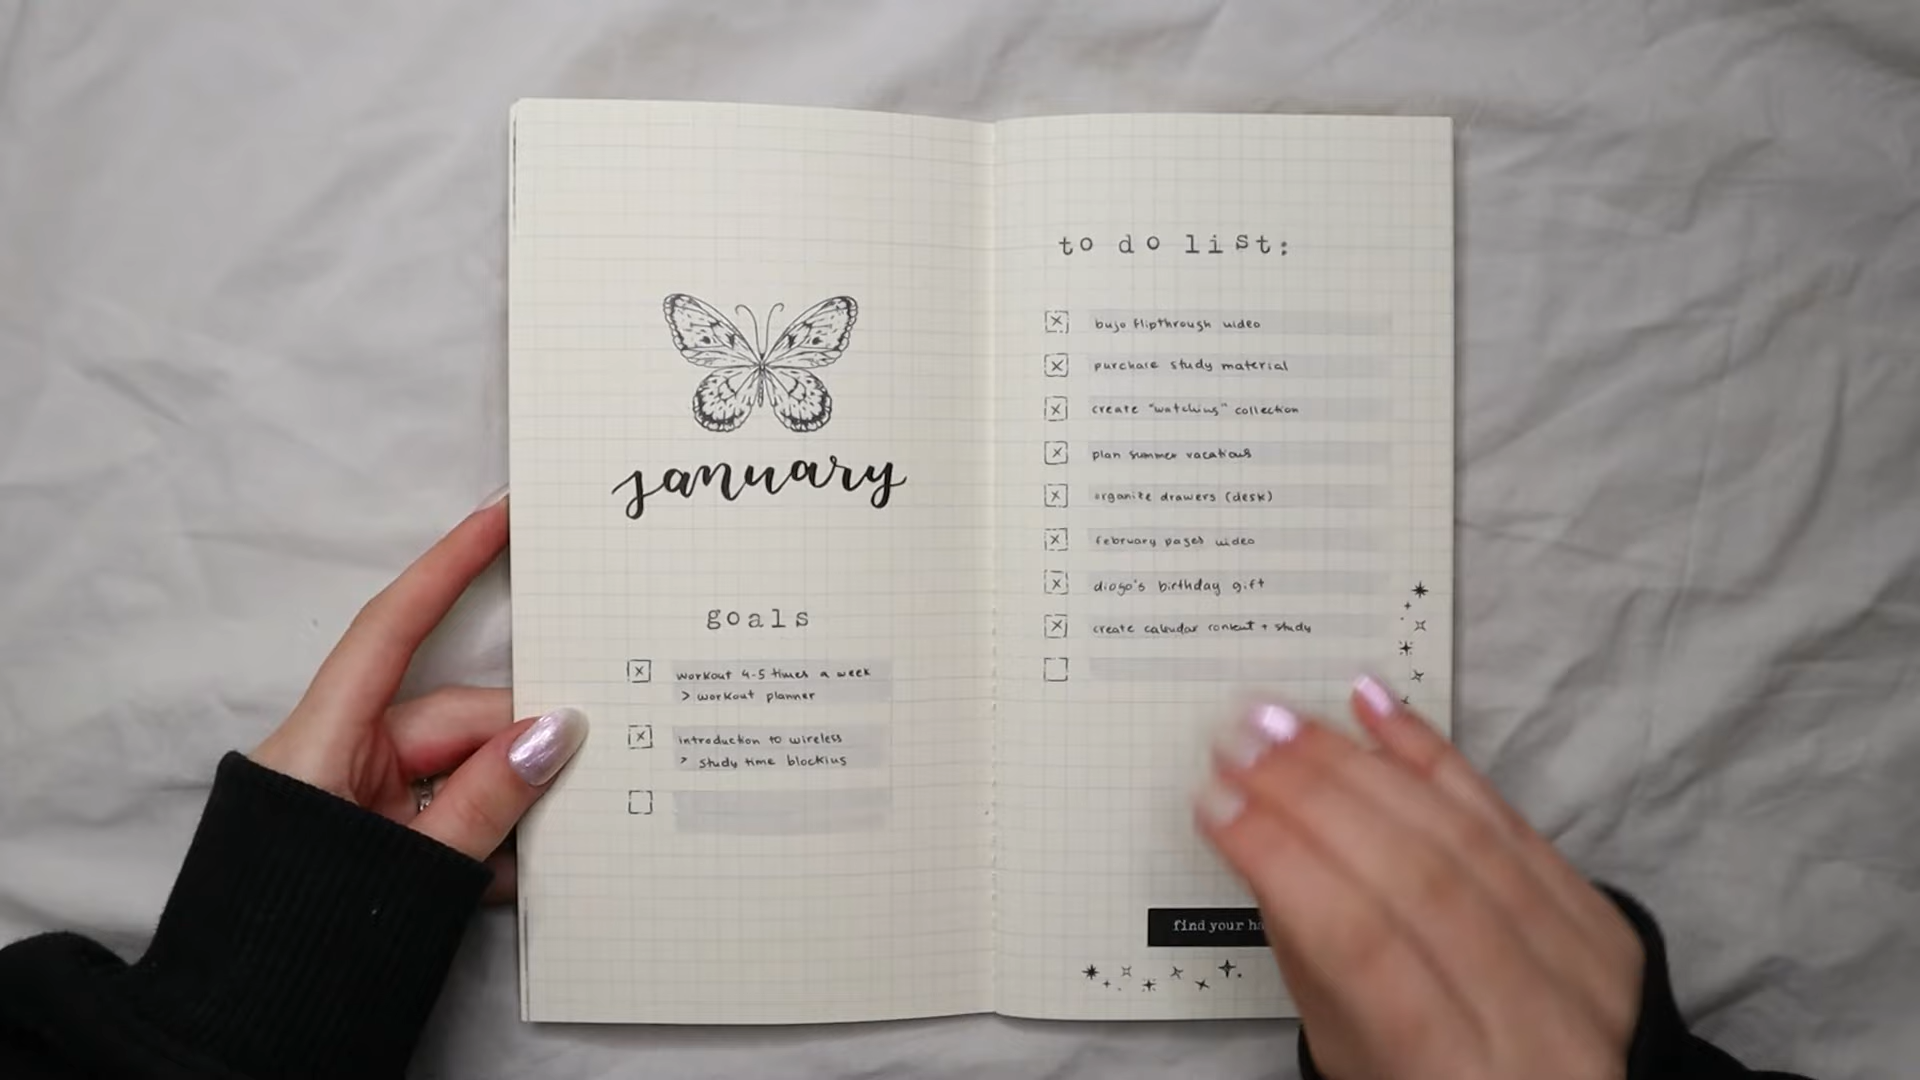 january
goals
workout 4-5 times a week
> workout planner
introduction to wireless
> study time blocking
to do list:
bujo flipthrough video
purchase study material
create "watching" collection
plan summer vacations
organize drawers (desk)
february pages video
diogo's birthday gift
create calendar content + study
find your